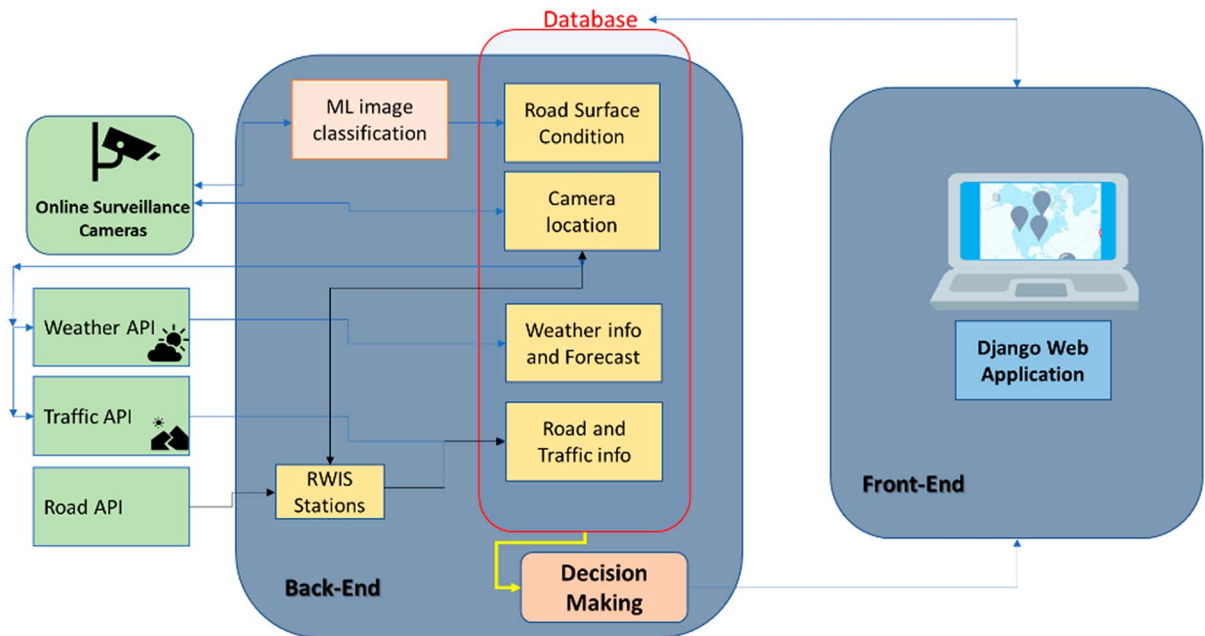 Database
ML image
classification
Road Surface
Condition
Online Surveillance
Cameras
Camera
location
Weather API
Weather info
and Forecast
Traffic API
Road and
Traffic info
Road API
RWIS
Stations
Back-End
Decision
Making
Django Web
Application
Front-End